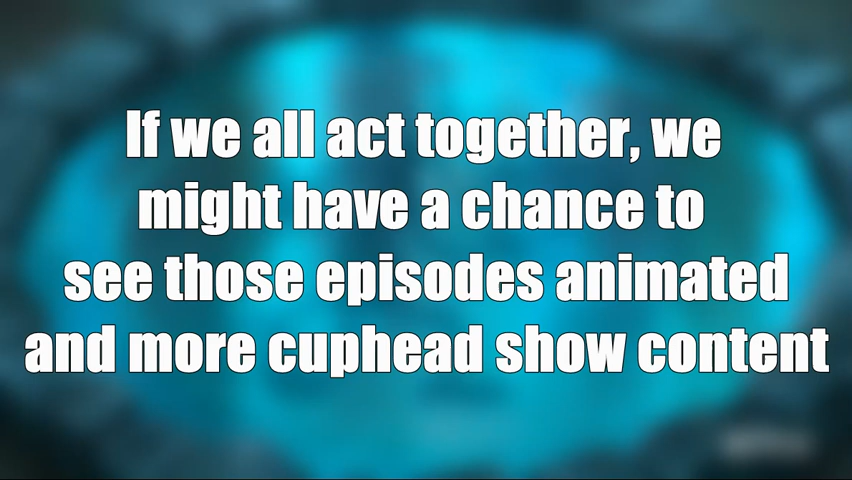 If we all act together, we
might have a chance to
see those episodes animated
and more cuphead show content